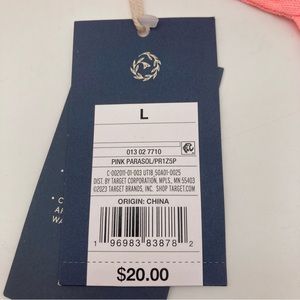 L
013 02 7710
PINK PARASOL/PR1Z5P
C-002011-01-003 UT18,50A01-0025
DIST. BY TARGET CORPORATION, MPLS., MN 55403
©2023 TARGET BRANDS, INC. SHOP TARGET.COM
ORIGIN: CHINA
1 96983 83878 2
$20.00